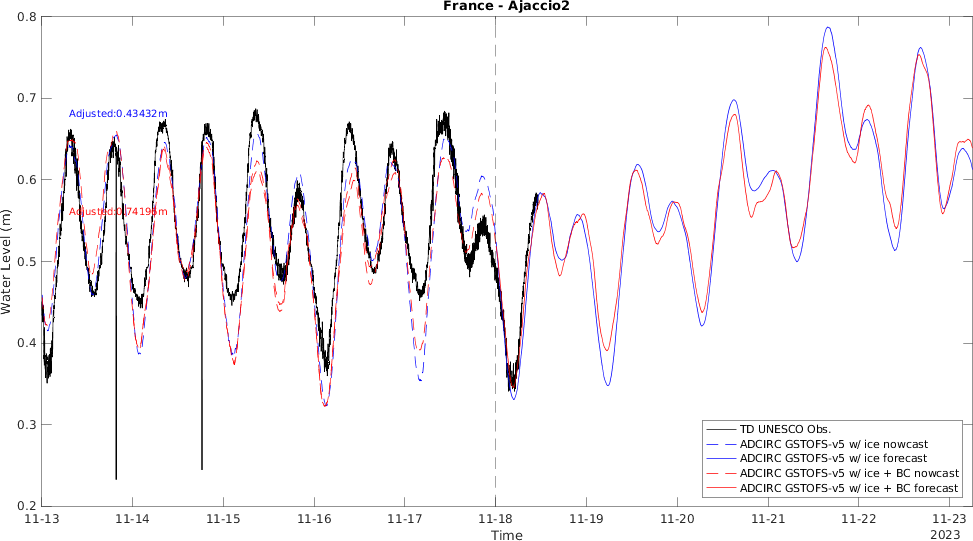 France - Ajaccio2
Water Level (m)
0.8
0.7
0.6
0.5
0.4
0.3
0.2
Adjusted:0.43432m
Adjusted:0.74196m
TD UNESCO Obs.
ADCIRC GSTOFS-v5 w/ ice nowcast
ADCIRC GSTOFS-v5 w/ ice forecast
ADCIRC GSTOFS-v5 w/ ice + BC nowcast
ADCIRC GSTOFS-v5 w/ ice + BC forecast
11-13 11-14 11-15 11-16 11-17 11-18 11-19 11-20 11-21 11-22 11-23
Time
2023